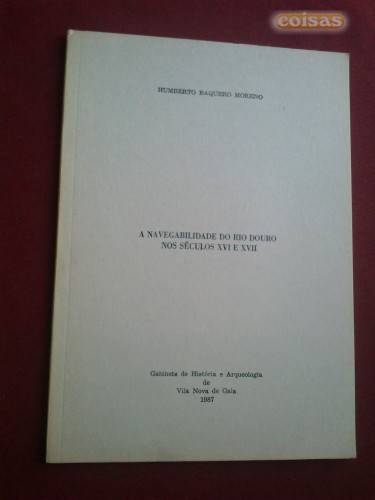 coisas
HUMBERTO BAQUERO MORENO
A NAVEGABILIDADE DO RIO DOURO
NOS SÉCULOS XVI E XVII
Gabinete de História e Arqueologia
de
Vila Nova de Gaia
1987